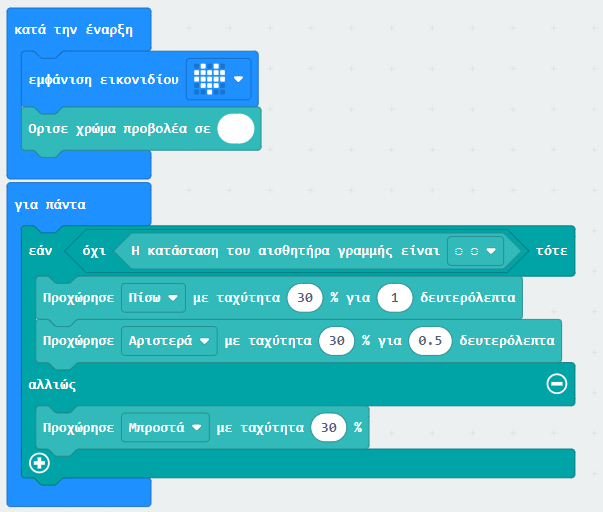 κατά την έναρξη
εμφάνιση εικονιδίου
Ορισε χρώμα προβολέα σε
για πάντα
εάν όχι Η κατάσταση του αισθητήρα γραμμής είναι ○ ○ τότε
Προχώρησε Πίσω με ταχύτητα 30 % για 1 δευτερόλεπτα
Προχώρησε Αριστερά με ταχύτητα 30 % για 0.5 δευτερόλεπτα
αλλιώς
Προχώρησε Μπροστά με ταχύτητα 30 %